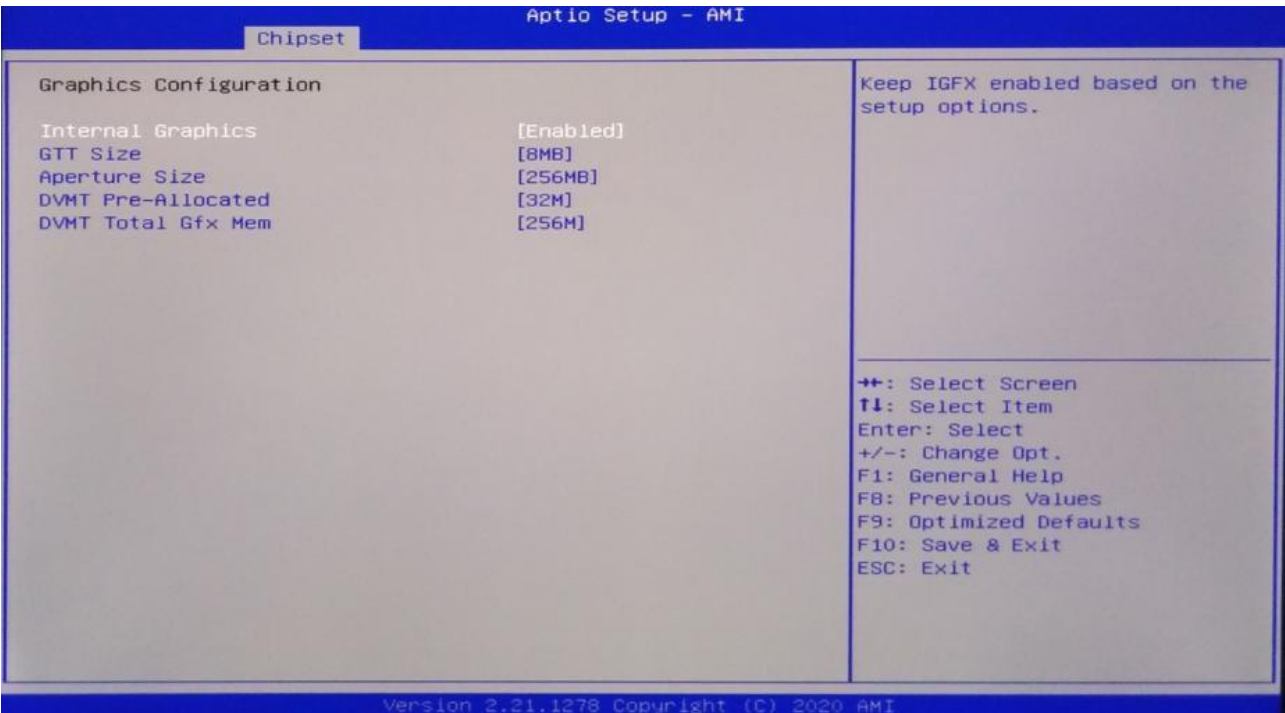 Aptio Setup - AMI
Chipset
Graphics Configuration
Internal Graphics [Enabled]
GTT Size [8MB]
Aperture Size [256MB]
DVMT Pre-Allocated [32M]
DVMT Total Gfx Mem [256M]
Keep IGFX enabled based on the
setup options.
→←: Select Screen
↑↓: Select Item
Enter: Select
+/-: Change Opt.
F1: General Help
F8: Previous Values
F9: Optimized Defaults
F10: Save & Exit
ESC: Exit
Version 2.21.1278 Copyright (C) 2020 AMI